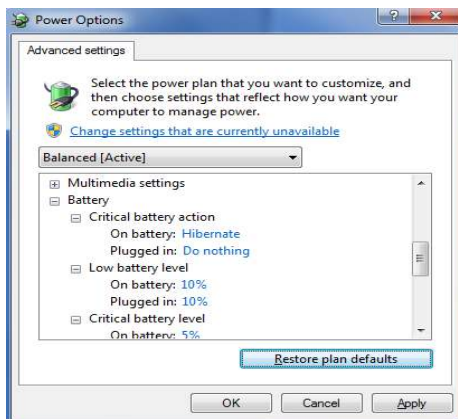 Power Options
Advanced settings
Select the power plan that you want to customize, and
then choose settings that reflect how you want your
computer to manage power.
Change settings that are currently unavailable
Balanced [Active]
Multimedia settings
Battery
Critical battery action
On battery: Hibernate
Plugged in: Do nothing
Low battery level
On battery: 10%
Plugged in: 10%
Critical battery level
On battery: 5%
Restore plan defaults
OK Cancel Apply